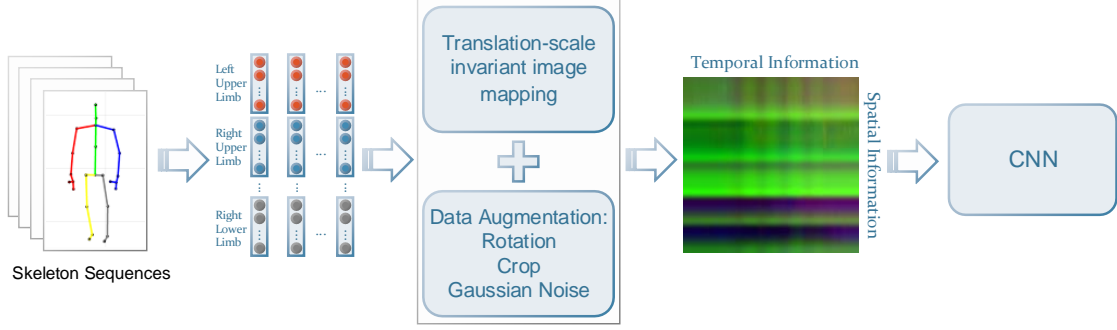 Skeleton Sequences
Left
Upper
Limb
...
Right
Upper
Limb
...
...
Right
Lower
Limb
...
Translation-scale
invariant image
mapping
Data Augmentation:
Rotation
Crop
Gaussian Noise
Temporal Information
Spatial Information
CNN